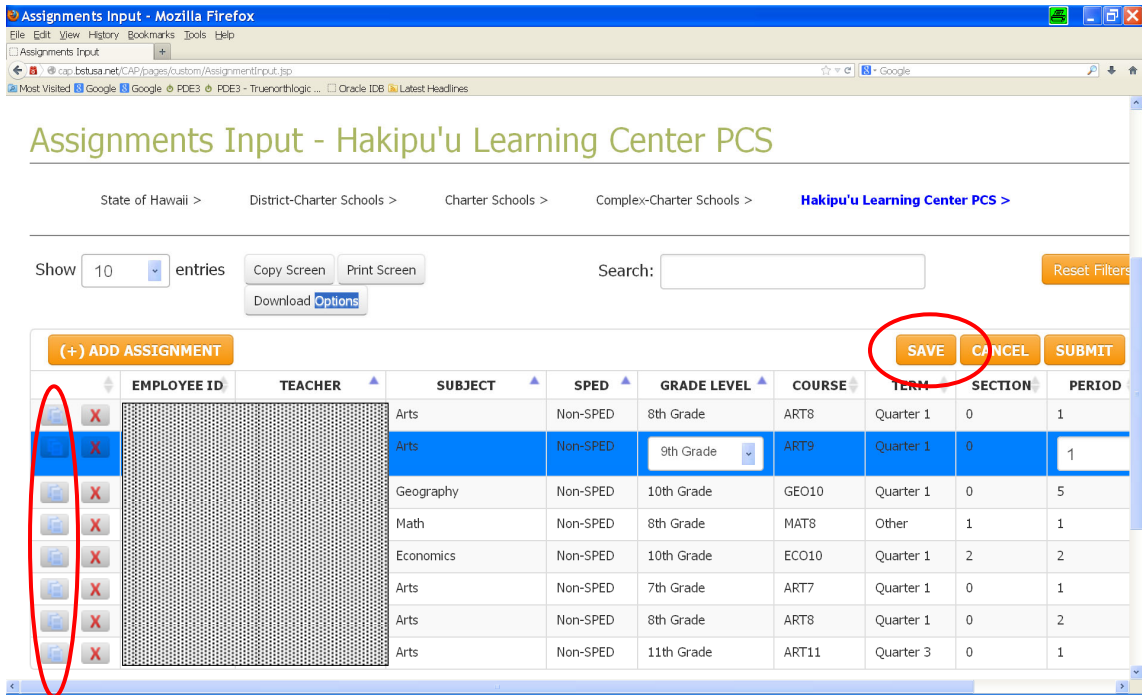 Assignments Input - Mozilla Firefox
File Edit View History Bookmarks Tools Help
Assignments Input +
cap.bstusa.net/CAP/pages/custom/AssignmentInput.jsp Google
Most Visited Google Google PDE3 PDE3 - Truenorthlogic ... Oracle IDB Latest Headlines
Assignments Input - Hakipu'u Learning Center PCS
State of Hawaii > District-Charter Schools > Charter Schools > Complex-Charter Schools > Hakipu'u Learning Center PCS >
Show 10 entries Copy Screen Print Screen Search: Reset Filters
Download Options
(+) ADD ASSIGNMENT SAVE CANCEL SUBMIT
EMPLOYEE ID TEACHER SUBJECT SPED GRADE LEVEL COURSE TERM SECTION PERIOD
X Arts Non-SPED 8th Grade ART8 Quarter 1 0 1
X Arts Non-SPED 9th Grade ART9 Quarter 1 0 1
X Geography Non-SPED 10th Grade GEO10 Quarter 1 0 5
X Math Non-SPED 8th Grade MAT8 Other 1 1
X Economics Non-SPED 10th Grade ECO10 Quarter 1 2 2
X Arts Non-SPED 7th Grade ART7 Quarter 1 0 1
X Arts Non-SPED 8th Grade ART8 Quarter 1 0 2
X Arts Non-SPED 11th Grade ART11 Quarter 3 0 1